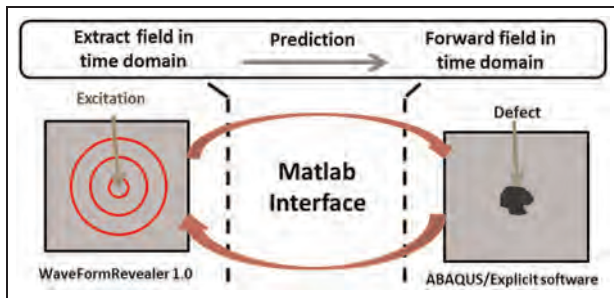 Extract field in
time domain
Prediction
Forward field in
time domain
Excitation
Defect
Matlab
Interface
WaveFormRevealer 1.0
ABAQUS/Explicit software